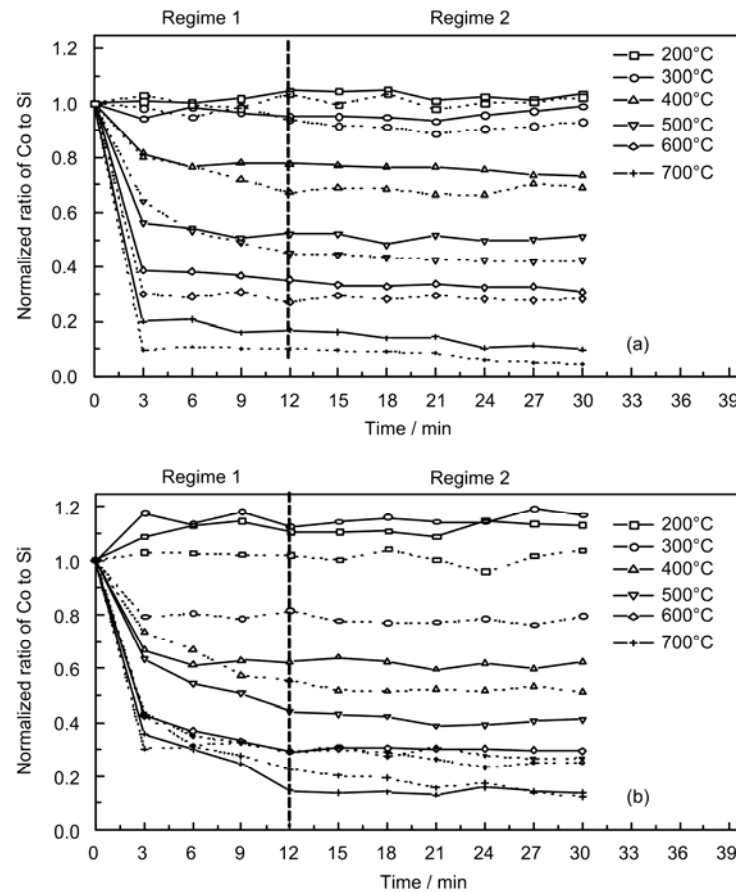 Regime 1 Regime 2
1.2
1.0
0.8
0.6
0.4
0.2
0.0
Normalized ratio of Co to Si
200°C
300°C
400°C
500°C
600°C
700°C
(a)
0 3 6 9 12 15 18 21 24 27 30 33 36 39
Time / min
Regime 1 Regime 2
1.2
1.0
0.8
0.6
0.4
0.2
0.0
Normalized ratio of Co to Si
200°C
300°C
400°C
500°C
600°C
700°C
(b)
0 3 6 9 12 15 18 21 24 27 30 33 36 39
Time / min